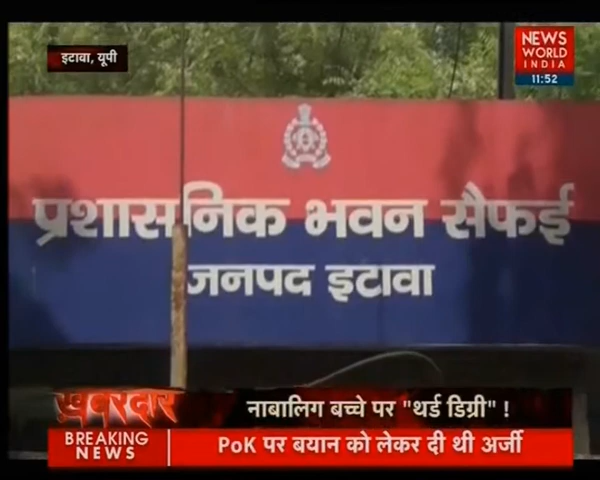 इटावा, यूपी
NEWS
WORLD
INDIA
11:52
प्रशासनिक भवन सैफई
जनपद इटावा
ख़बरदार
नाबालिग बच्चे पर "थर्ड डिग्री" !
BREAKING
NEWS
PoK पर बयान को लेकर दी थी अर्जी